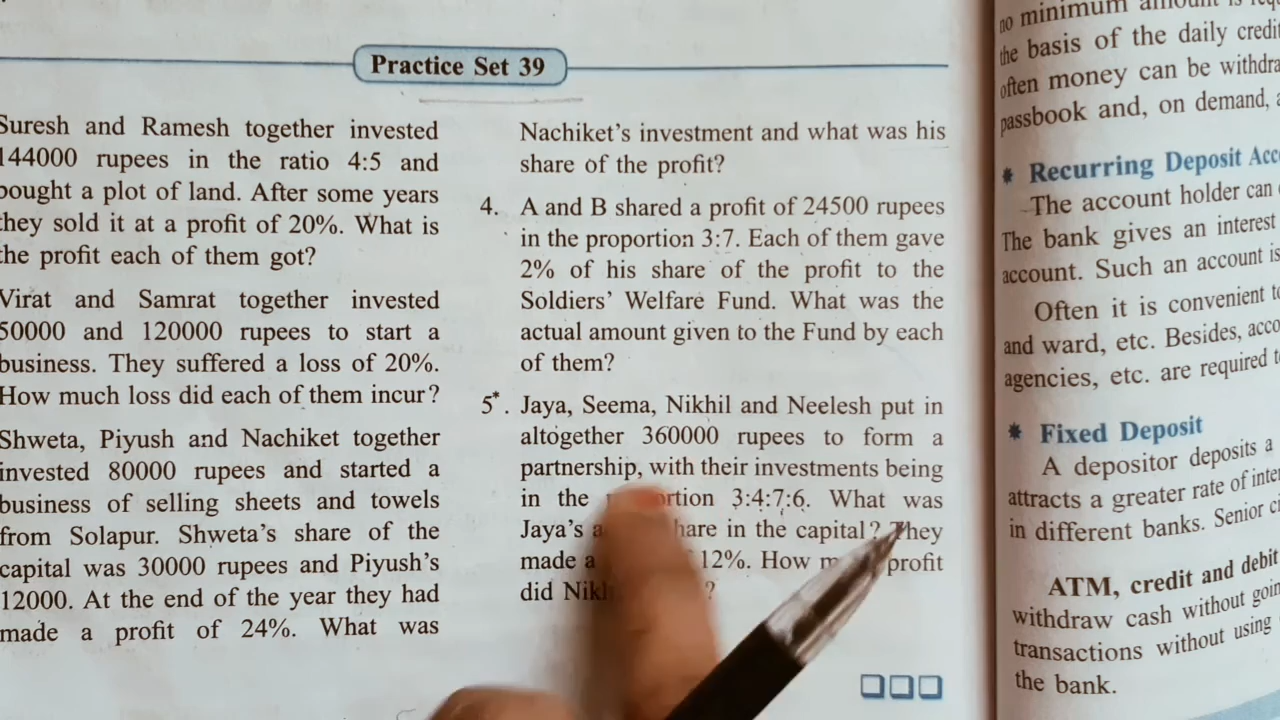 Practice Set 39
Suresh and Ramesh together invested
144000 rupees in the ratio 4:5 and
bought a plot of land. After some years
they sold it at a profit of 20%. What is
the profit each of them got?
Virat and Samrat together invested
50000 and 120000 rupees to start a
business. They suffered a loss of 20%.
How much loss did each of them incur?
Shweta, Piyush and Nachiket together
invested 80000 rupees and started a
business of selling sheets and towels
from Solapur. Shweta's share of the
capital was 30000 rupees and Piyush's
12000. At the end of the year they had
made a profit of 24%. What was
Nachiket's investment and what was his
share of the profit?
4. A and B shared a profit of 24500 rupees
in the proportion 3:7. Each of them gave
2% of his share of the profit to the
Soldiers' Welfare Fund. What was the
actual amount given to the Fund by each
of them?
5*. Jaya, Seema, Nikhil and Neelesh put in
altogether 360000 rupees to form a
partnership, with their investments being
in the 3:4:7:6. What was
Jaya's share in the capital? They
made a 12%. How profit
did ?
no minimum amount is
the basis of the daily
often money can be
passbook and, on demand,
* Recurring Deposit
The account holder can
The bank gives an interest
account. Such an account is
Often it is convenient to
and ward, etc. Besides,
agencies, etc. are required
* Fixed Deposit
A depositor deposits a
attracts a greater rate of
in different banks. Senior
ATM, credit and debit
withdraw cash without
transactions without using
the bank.